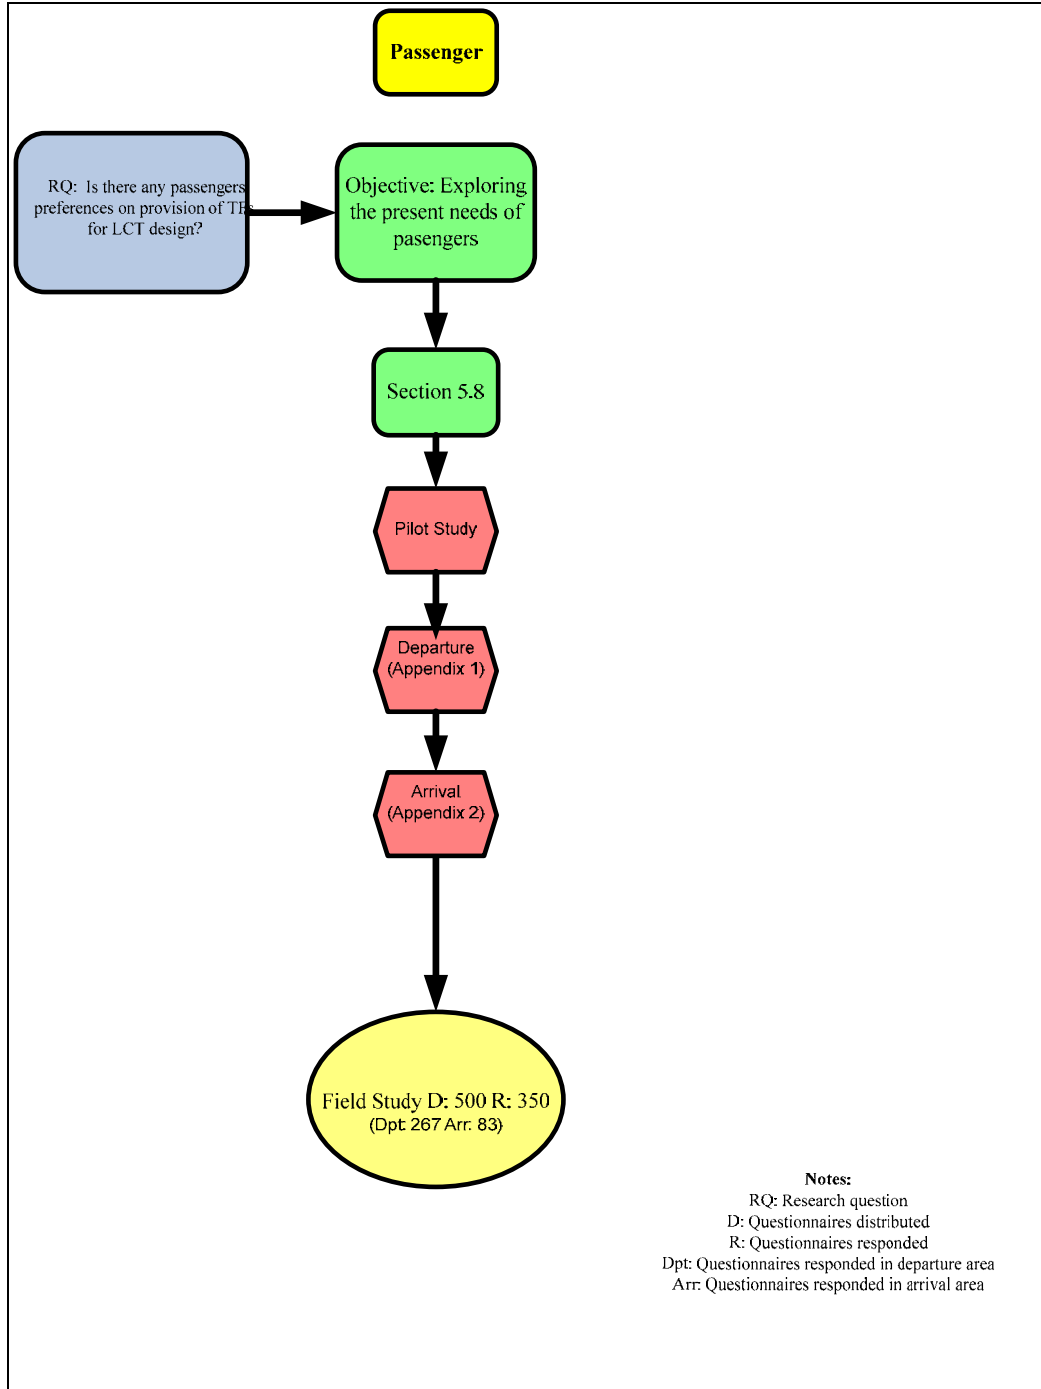 Passenger
RQ: Is there any passengers
preferences on provision of TFs
for LCT design?
Objective: Exploring
the present needs of
pasengers
Section 5.8
Pilot Study
Departure
(Appendix 1)
Arrival
(Appendix 2)
Field Study D: 500 R: 350
(Dpt: 267 Arr: 83)
Notes:
RQ: Research question
D: Questionnaires distributed
R: Questionnaires responded
Dpt: Questionnaires responded in departure area
Arr: Questionnaires responded in arrival area